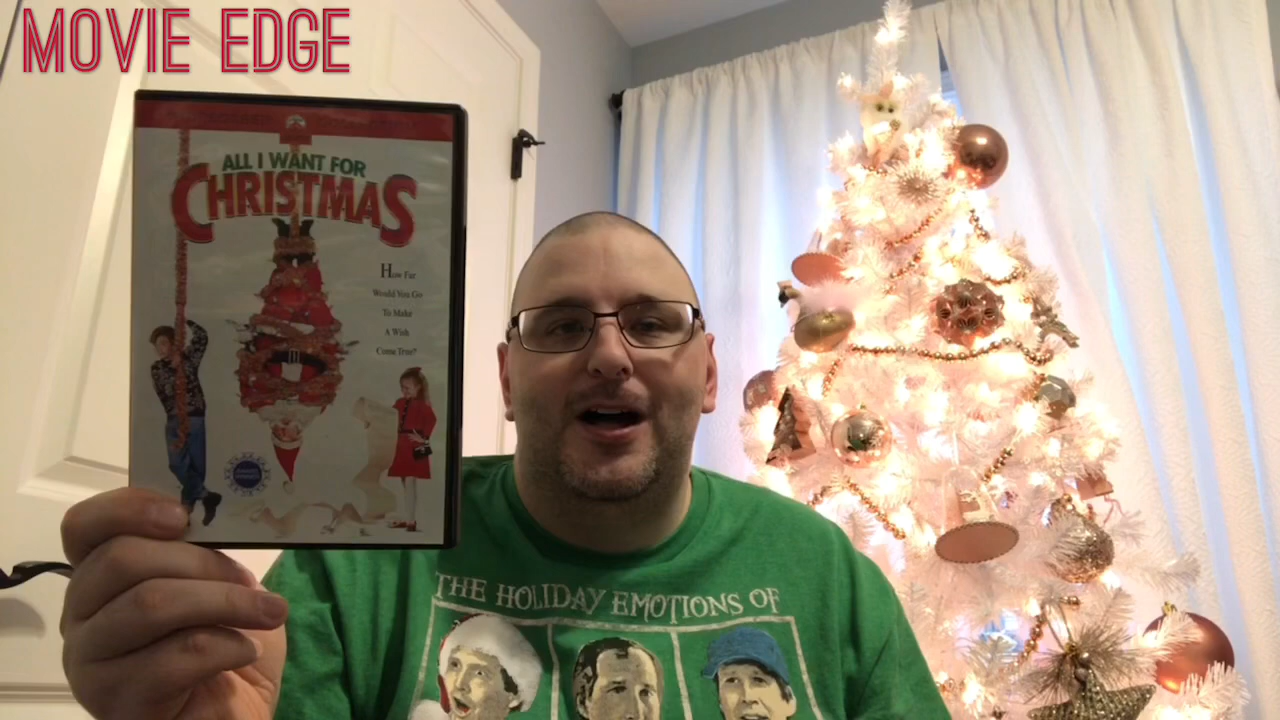 MOVIE EDGE
ALL I WANT FOR
CHRISTMAS
How Far
Would You Go
To Make
A Wish
Come True?
THE HOLIDAY EMOTIONS OF